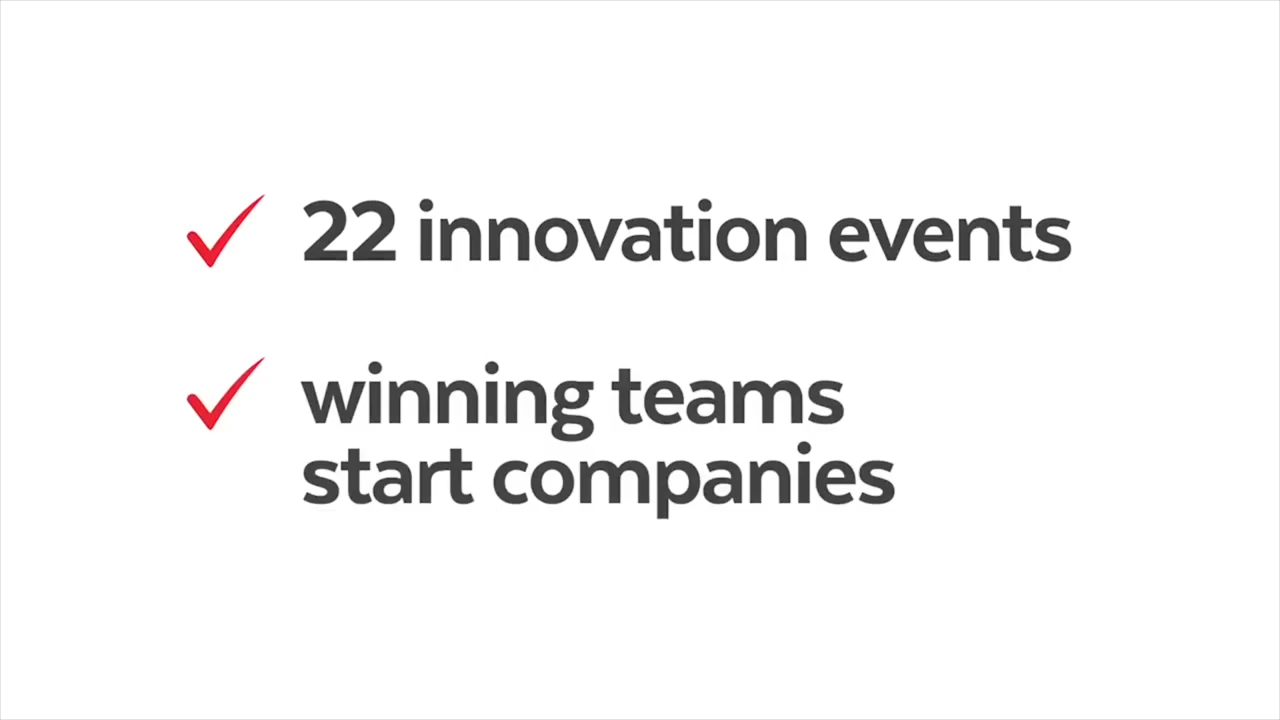 22 innovation events
winning teams
start companies